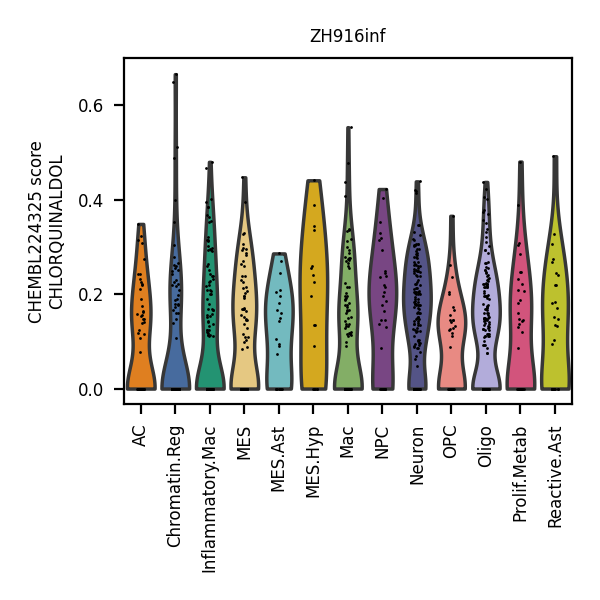 ZH916inf
CHEMBL224325 score
CHLORQUINALDOL
0.6
0.4
0.2
0.0
AC
Chromatin.Reg
Inflammatory.Mac
MES
MES.Ast
MES.Hyp
Mac
NPC
Neuron
OPC
Oligo
Prolif.Metab
Reactive.Ast